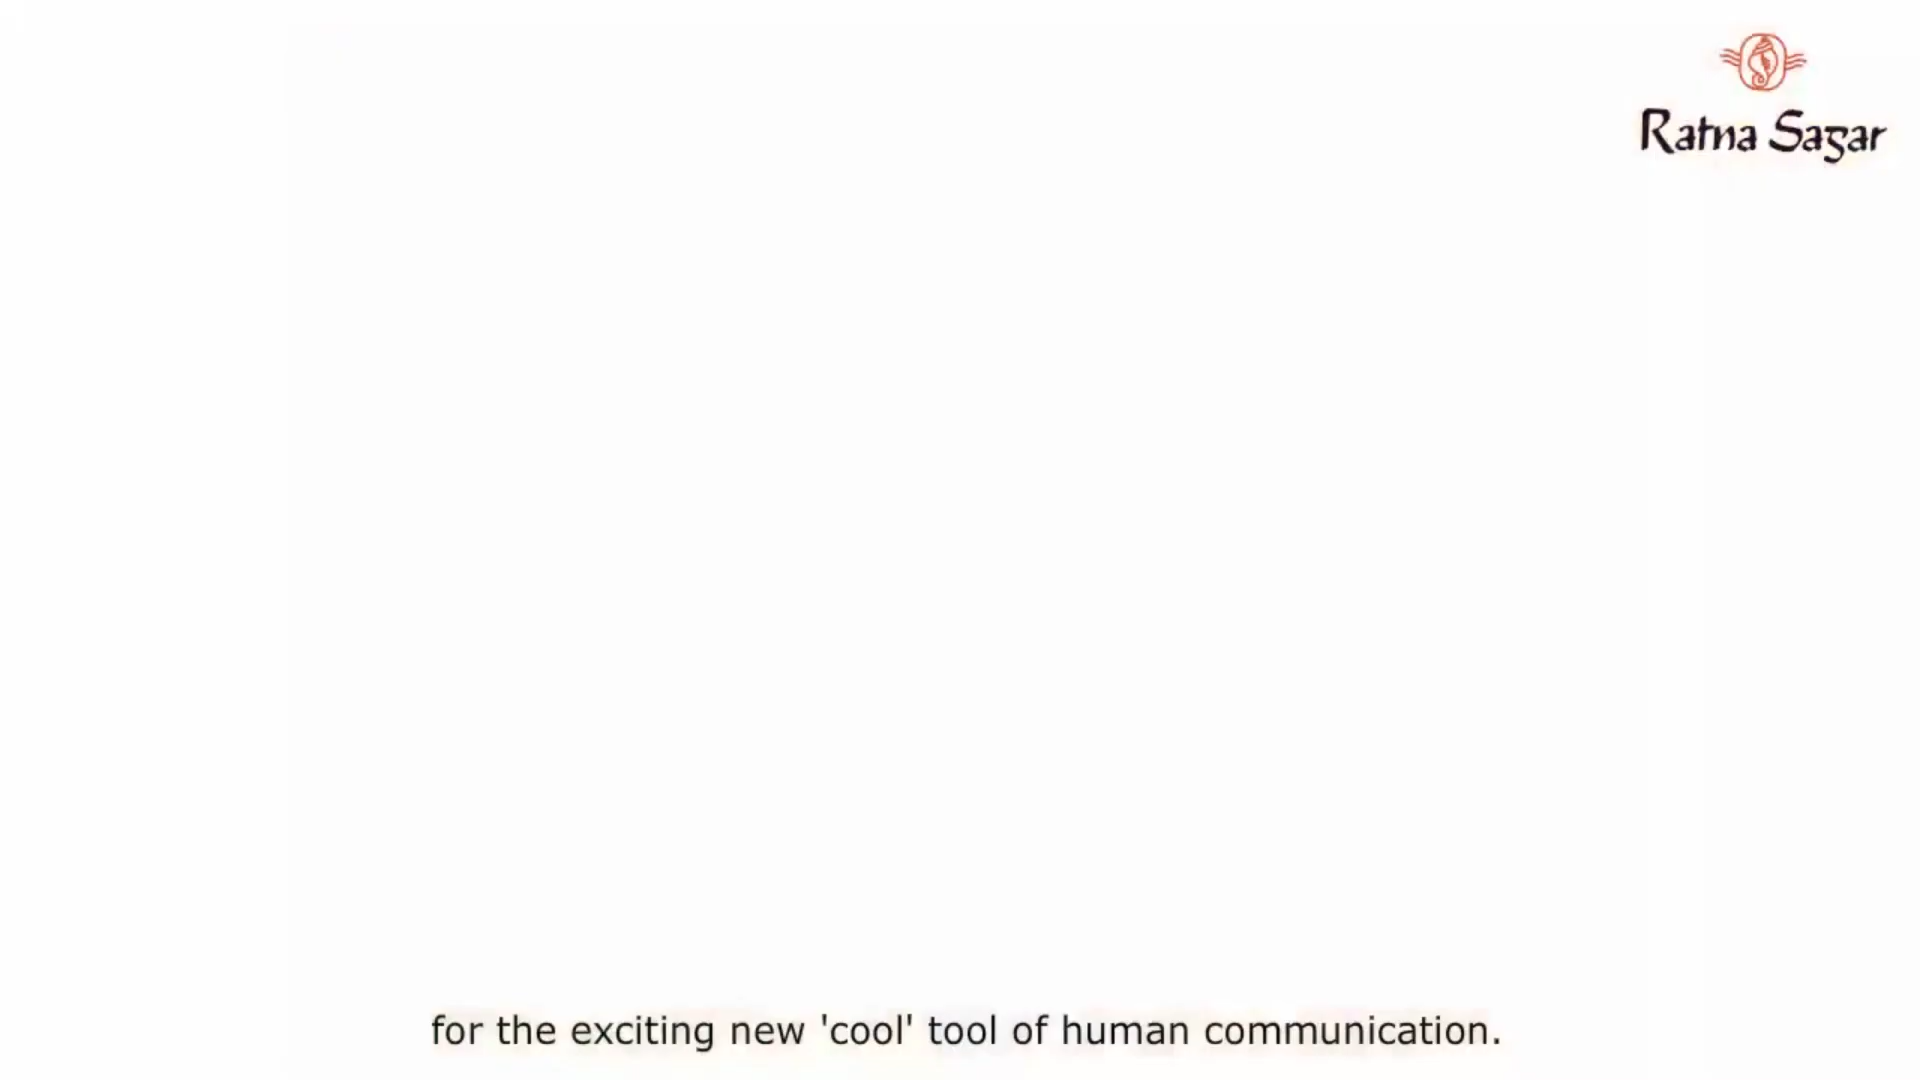 Ratna Sagar
for the exciting new 'cool' tool of human communication.